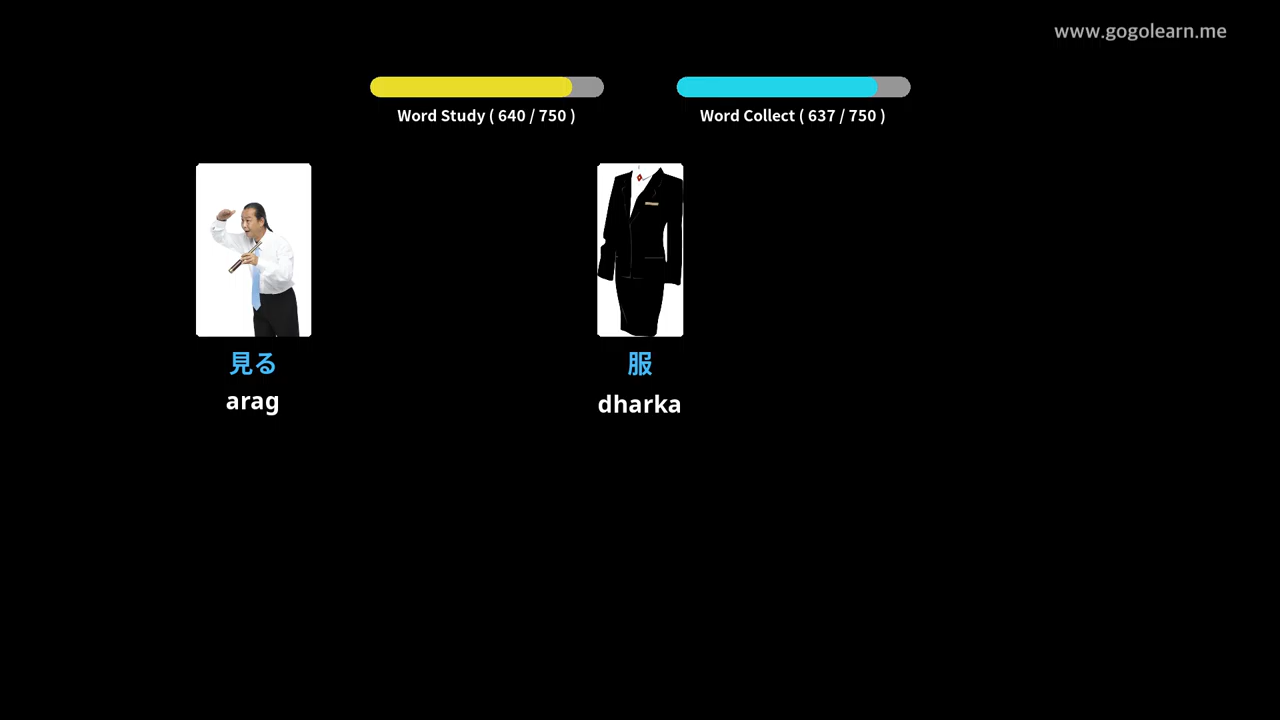 www.gogolearn.me
Word Study ( 640 / 750 )
Word Collect ( 637 / 750 )
見る
arag
服
dharka